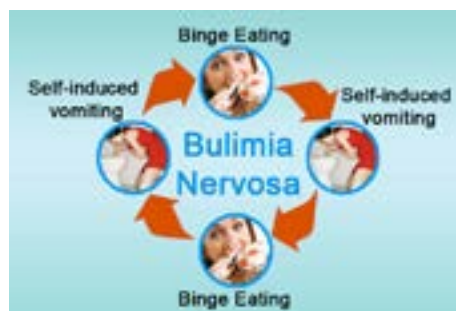 Binge Eating
Self-induced
vomiting
Self-induced
vomiting
Bulimia
Nervosa
Binge Eating